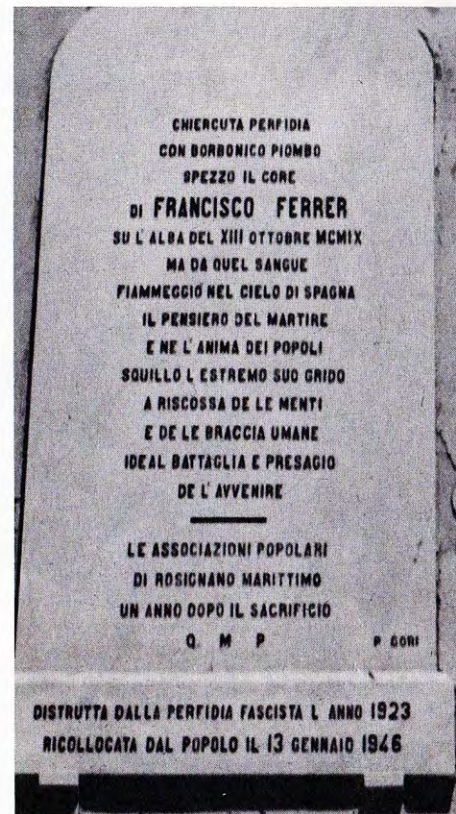 CHIERCUTA PERFIDIA
CON BORBONICO PIOMBO
SPEZZO IL CORE
DI FRANCISCO FERRER
SU L'ALBA DEL XIII OTTOBRE MCMIX
MA DA QUEL SANGUE
FIAMMEGGIÒ NEL CIELO DI SPAGNA
IL PENSIERO DEL MARTIRE
E NE L'ANIMA DEI POPOLI
SQUILLO L ESTREMO SUO GRIDO
A RISCOSSA DE LE MENTI
E DE LE BRACCIA UMANE
IDEAL BATTAGLIA E PRESAGIO
DE L'AVVENIRE
LE ASSOCIAZIONI POPOLARI
DI ROSIGNANO MARITTIMO
UN ANNO DOPO IL SACRIFICIO
Q M P P GORI
DISTRUTTA DALLA PERFIDIA FASCISTA L ANNO 1923
RICOLLOCATA DAL POPOLO IL 13 GENNAIO 1946